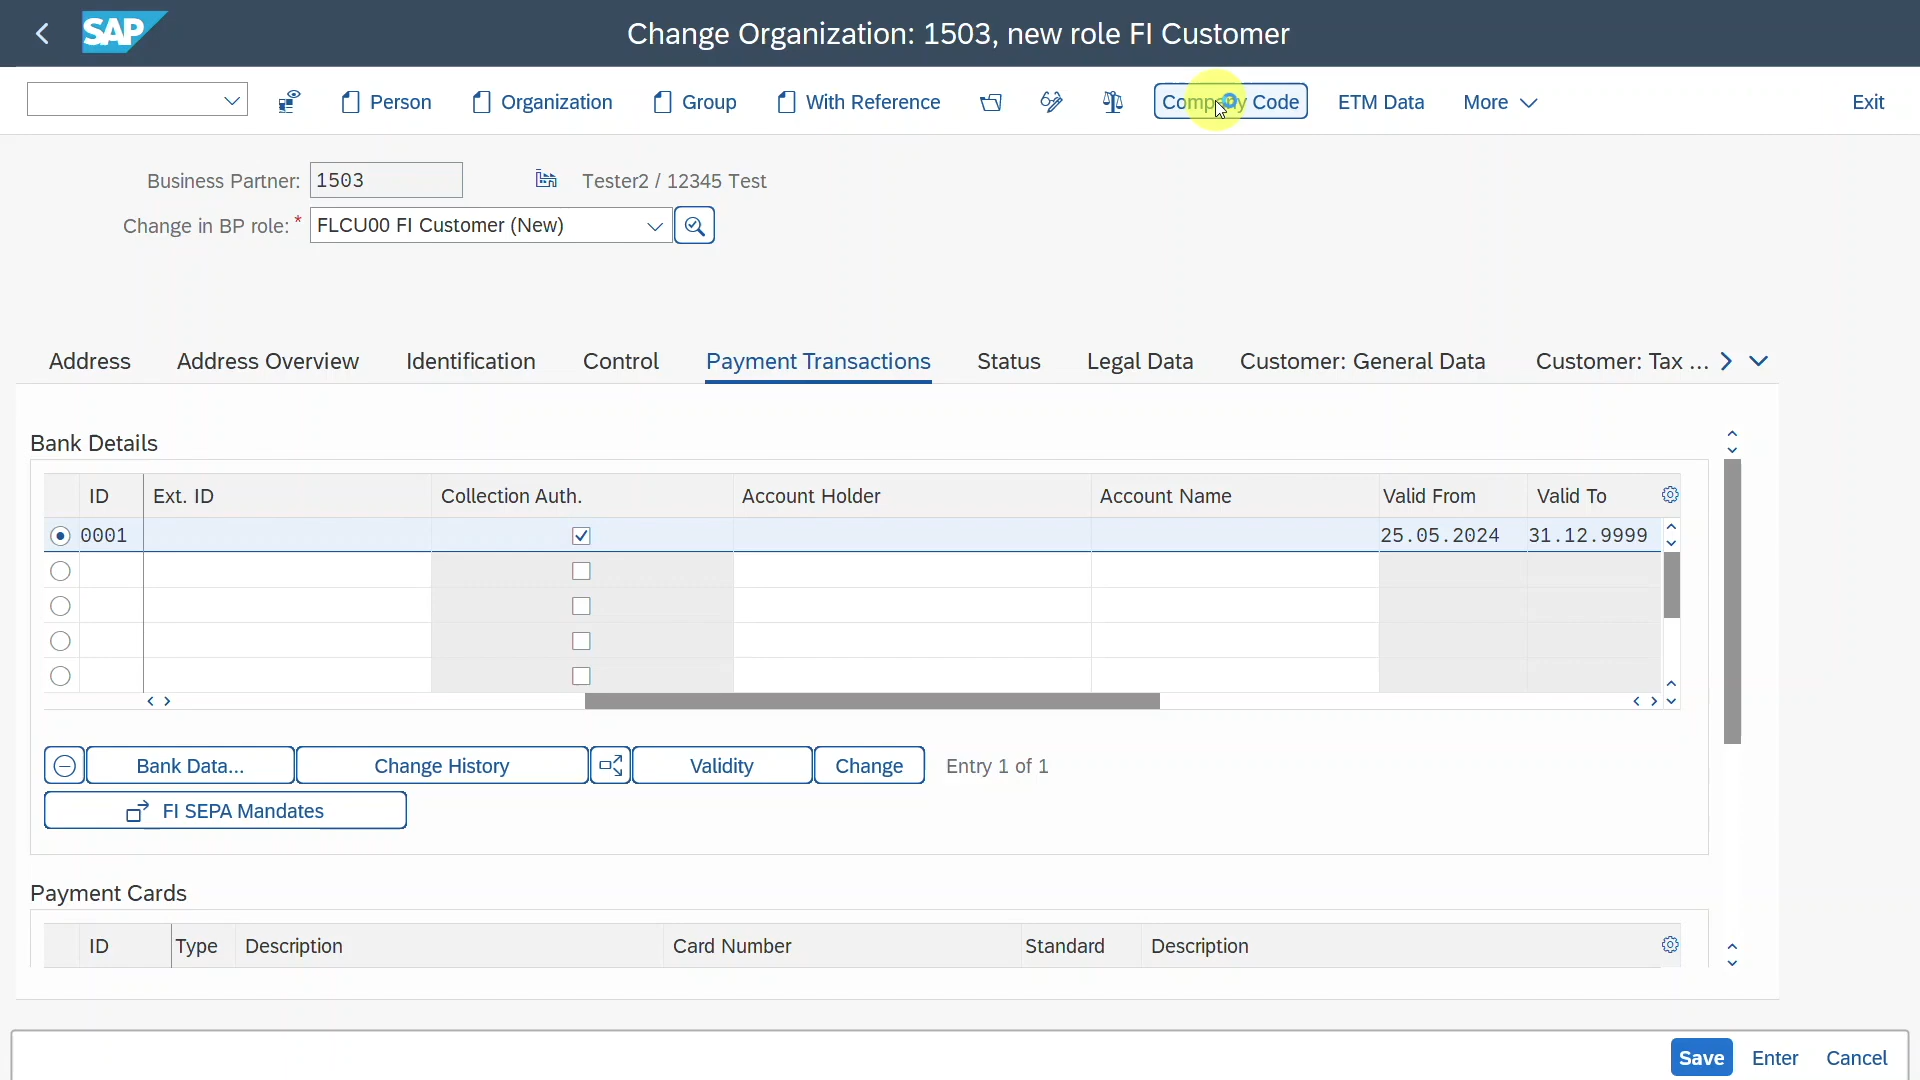 SAP Change Organization: 1503, new role FI Customer
Person Organization Group With Reference Company Code ETM Data More Exit
Business Partner: 1503 Tester2 / 12345 Test
Change in BP role: * FLCU00 FI Customer (New)
Address Address Overview Identification Control Payment Transactions Status Legal Data Customer: General Data Customer: Tax ...
Bank Details
ID Ext. ID Collection Auth. Account Holder Account Name Valid From Valid To
0001 25.05.2024 31.12.9999
Bank Data... Change History Validity Change Entry 1 of 1
FI SEPA Mandates
Payment Cards
ID Type Description Card Number Standard Description
Save Enter Cancel